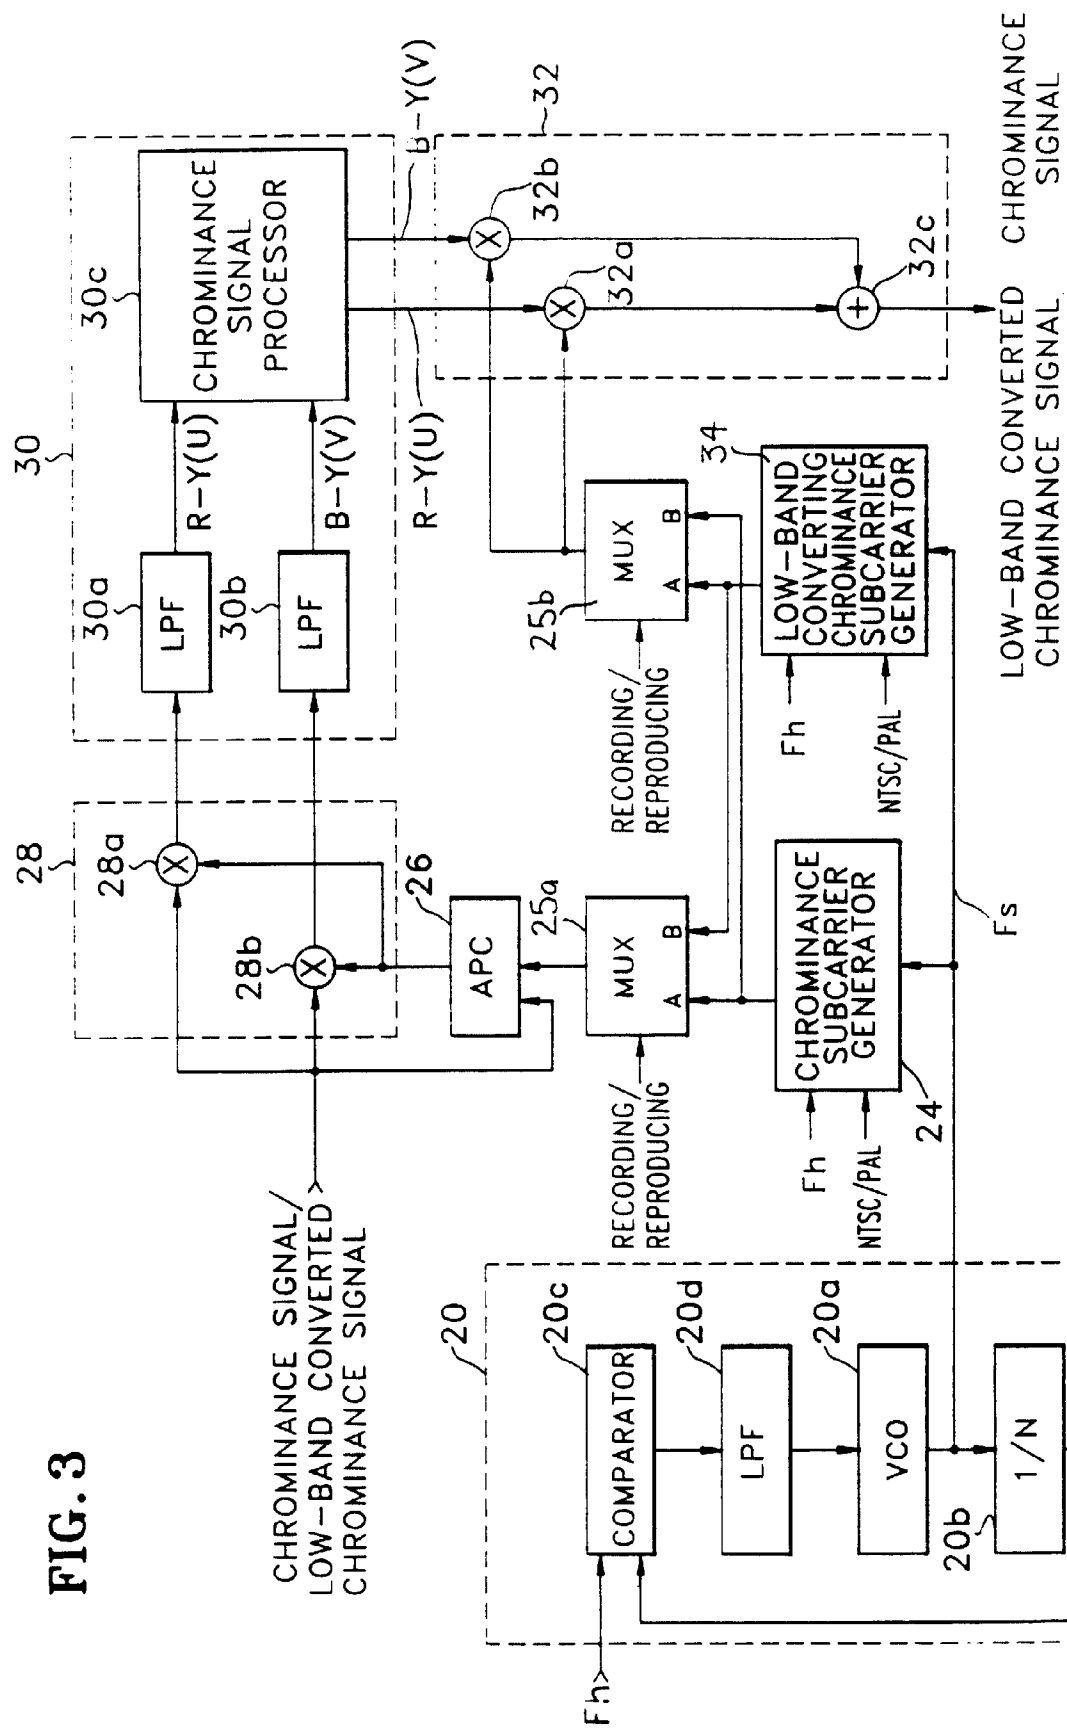 FIG. 3
CHROMINANCE SIGNAL/
LOW-BAND CONVERTED
CHROMINANCE SIGNAL
28
28a
28b
30
30a
LPF
30b
LPF
R-Y(U)
B-Y(V)
30c
CHROMINANCE
SIGNAL
PROCESSOR
R-Y(U)
B-Y(V)
26
APC
25a
MUX
A
B
RECORDING/
REPRODUCING
25b
MUX
A
B
RECORDING/
REPRODUCING
32
32b
32a
32c
Fh
20
20c
COMPARATOR
20d
LPF
20a
VCO
20b
1/N
Fh
NTSC/PAL
CHROMINANCE
SUBCARRIER
GENERATOR
24
Fs
Fh
NTSC/PAL
34
LOW-BAND
CONVERTING
CHROMINANCE
SUBCARRIER
GENERATOR
LOW-BAND CONVERTED
CHROMINANCE SIGNAL
CHROMINANCE
SIGNAL